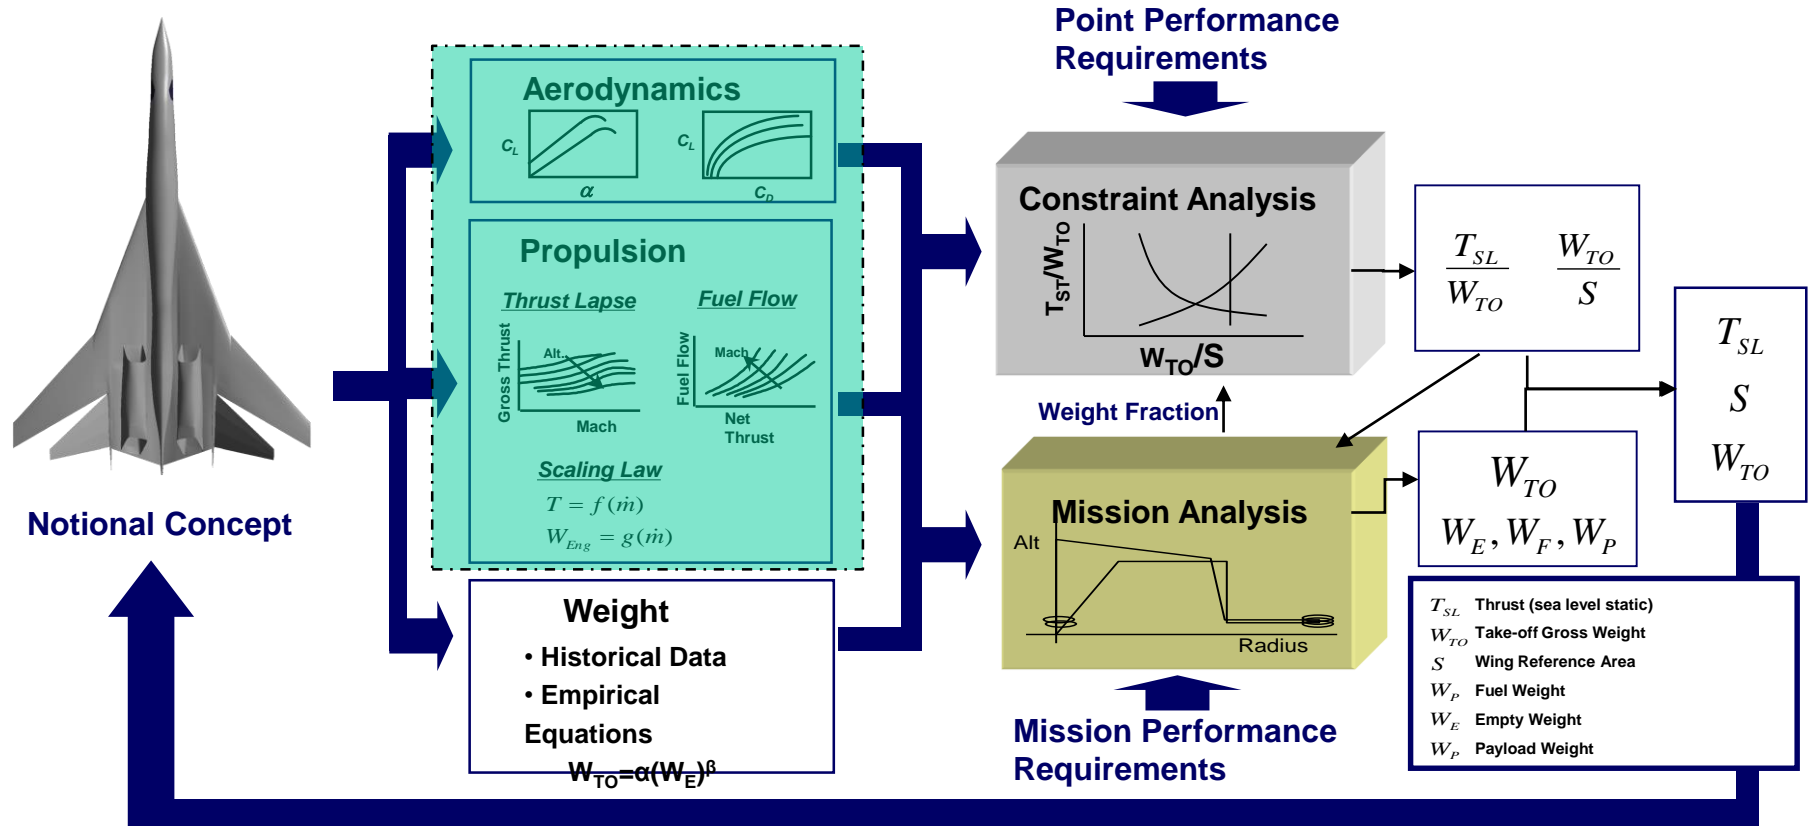 Notional Concept
Aerodynamics
C_L
α
C_L
C_D
Propulsion
Thrust Lapse
Gross Thrust
Alt.
Mach
Fuel Flow
Fuel Flow
Mach
Net
Thrust
Scaling Law
T = f(ṁ)
W_Eng = g(ṁ)
Weight
• Historical Data
• Empirical
Equations
W_TO=α(W_E)^β
Point Performance
Requirements
Constraint Analysis
T_ST/W_TO
W_TO/S
Weight Fraction
Mission Analysis
Alt
Radius
Mission Performance
Requirements
T_SL/W_TO W_TO/S
W_TO
W_E, W_F, W_P
T_SL
S
W_TO
T_SL Thrust (sea level static)
W_TO Take-off Gross Weight
S Wing Reference Area
W_P Fuel Weight
W_E Empty Weight
W_P Payload Weight